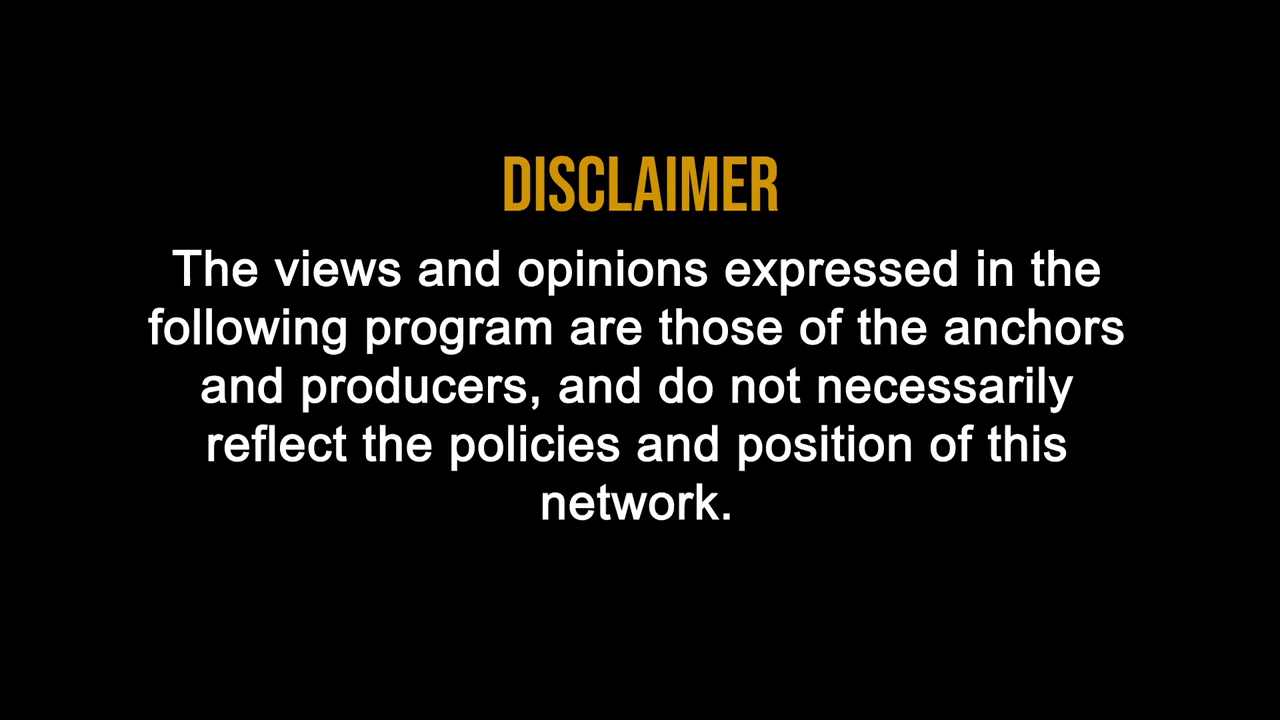 DISCLAIMER
The views and opinions expressed in the
following program are those of the anchors
and producers, and do not necessarily
reflect the policies and position of this
network.